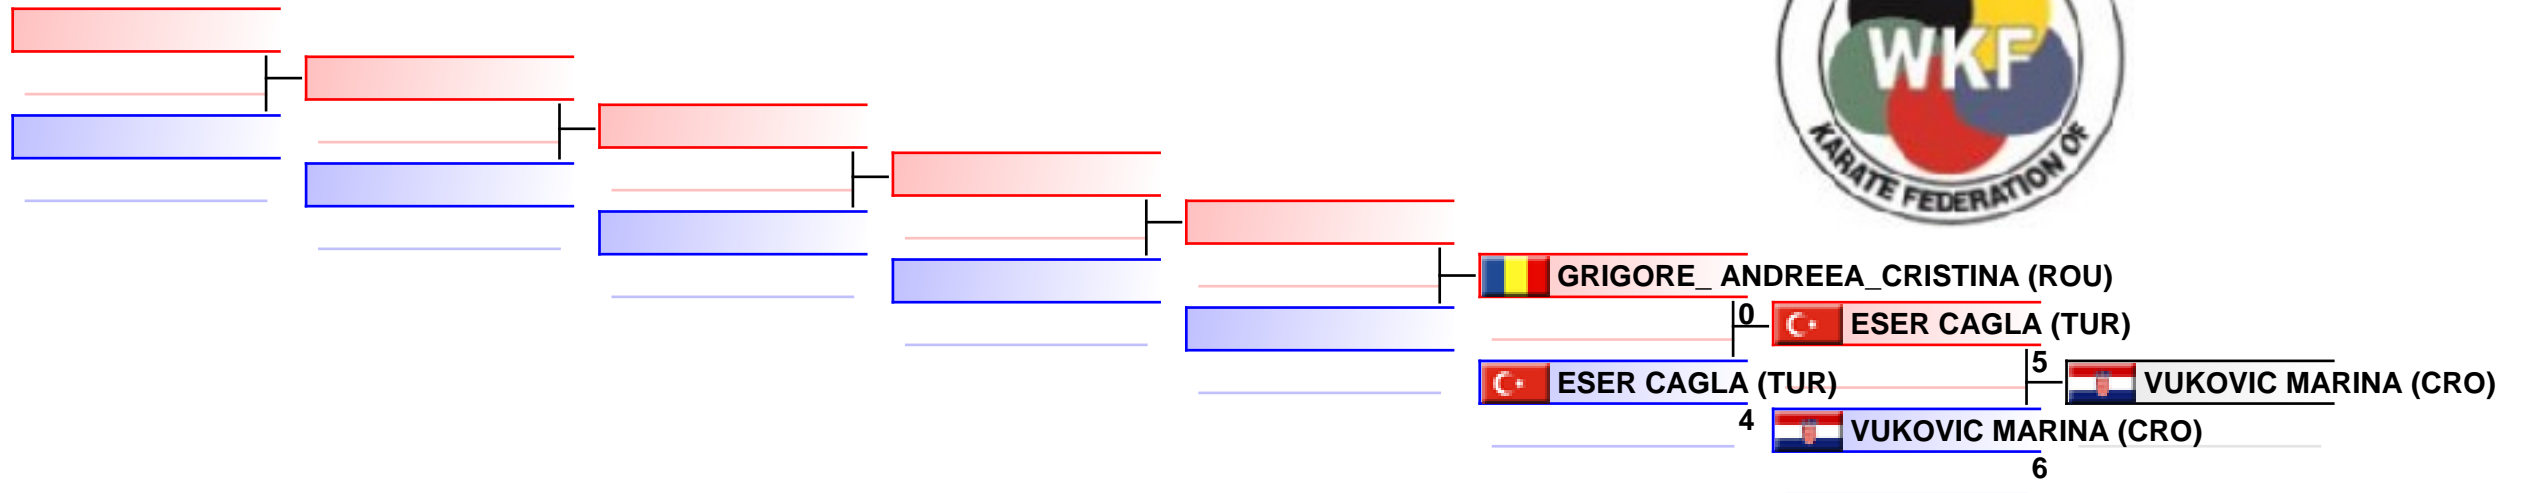 WKF
KARATE FEDERATION OF
GRIGORE_ ANDREEA_CRISTINA (ROU)
0
ESER CAGLA (TUR)
5
ESER CAGLA (TUR)
VUKOVIC MARINA (CRO)
4
VUKOVIC MARINA (CRO)
6